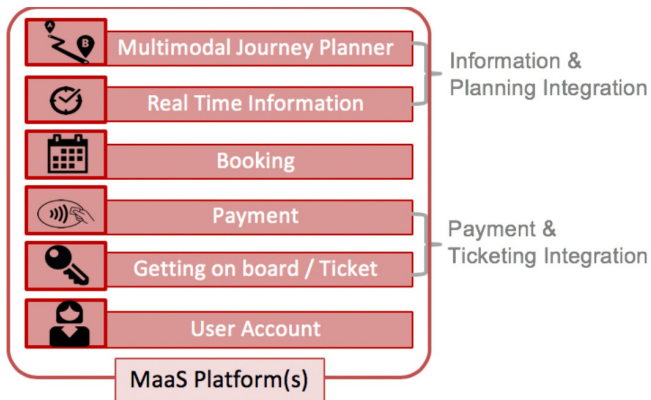 A
B
Multimodal Journey Planner
Information &
Planning Integration
Real Time Information
Booking
Payment
Payment &
Ticketing Integration
Getting on board / Ticket
User Account
MaaS Platform(s)